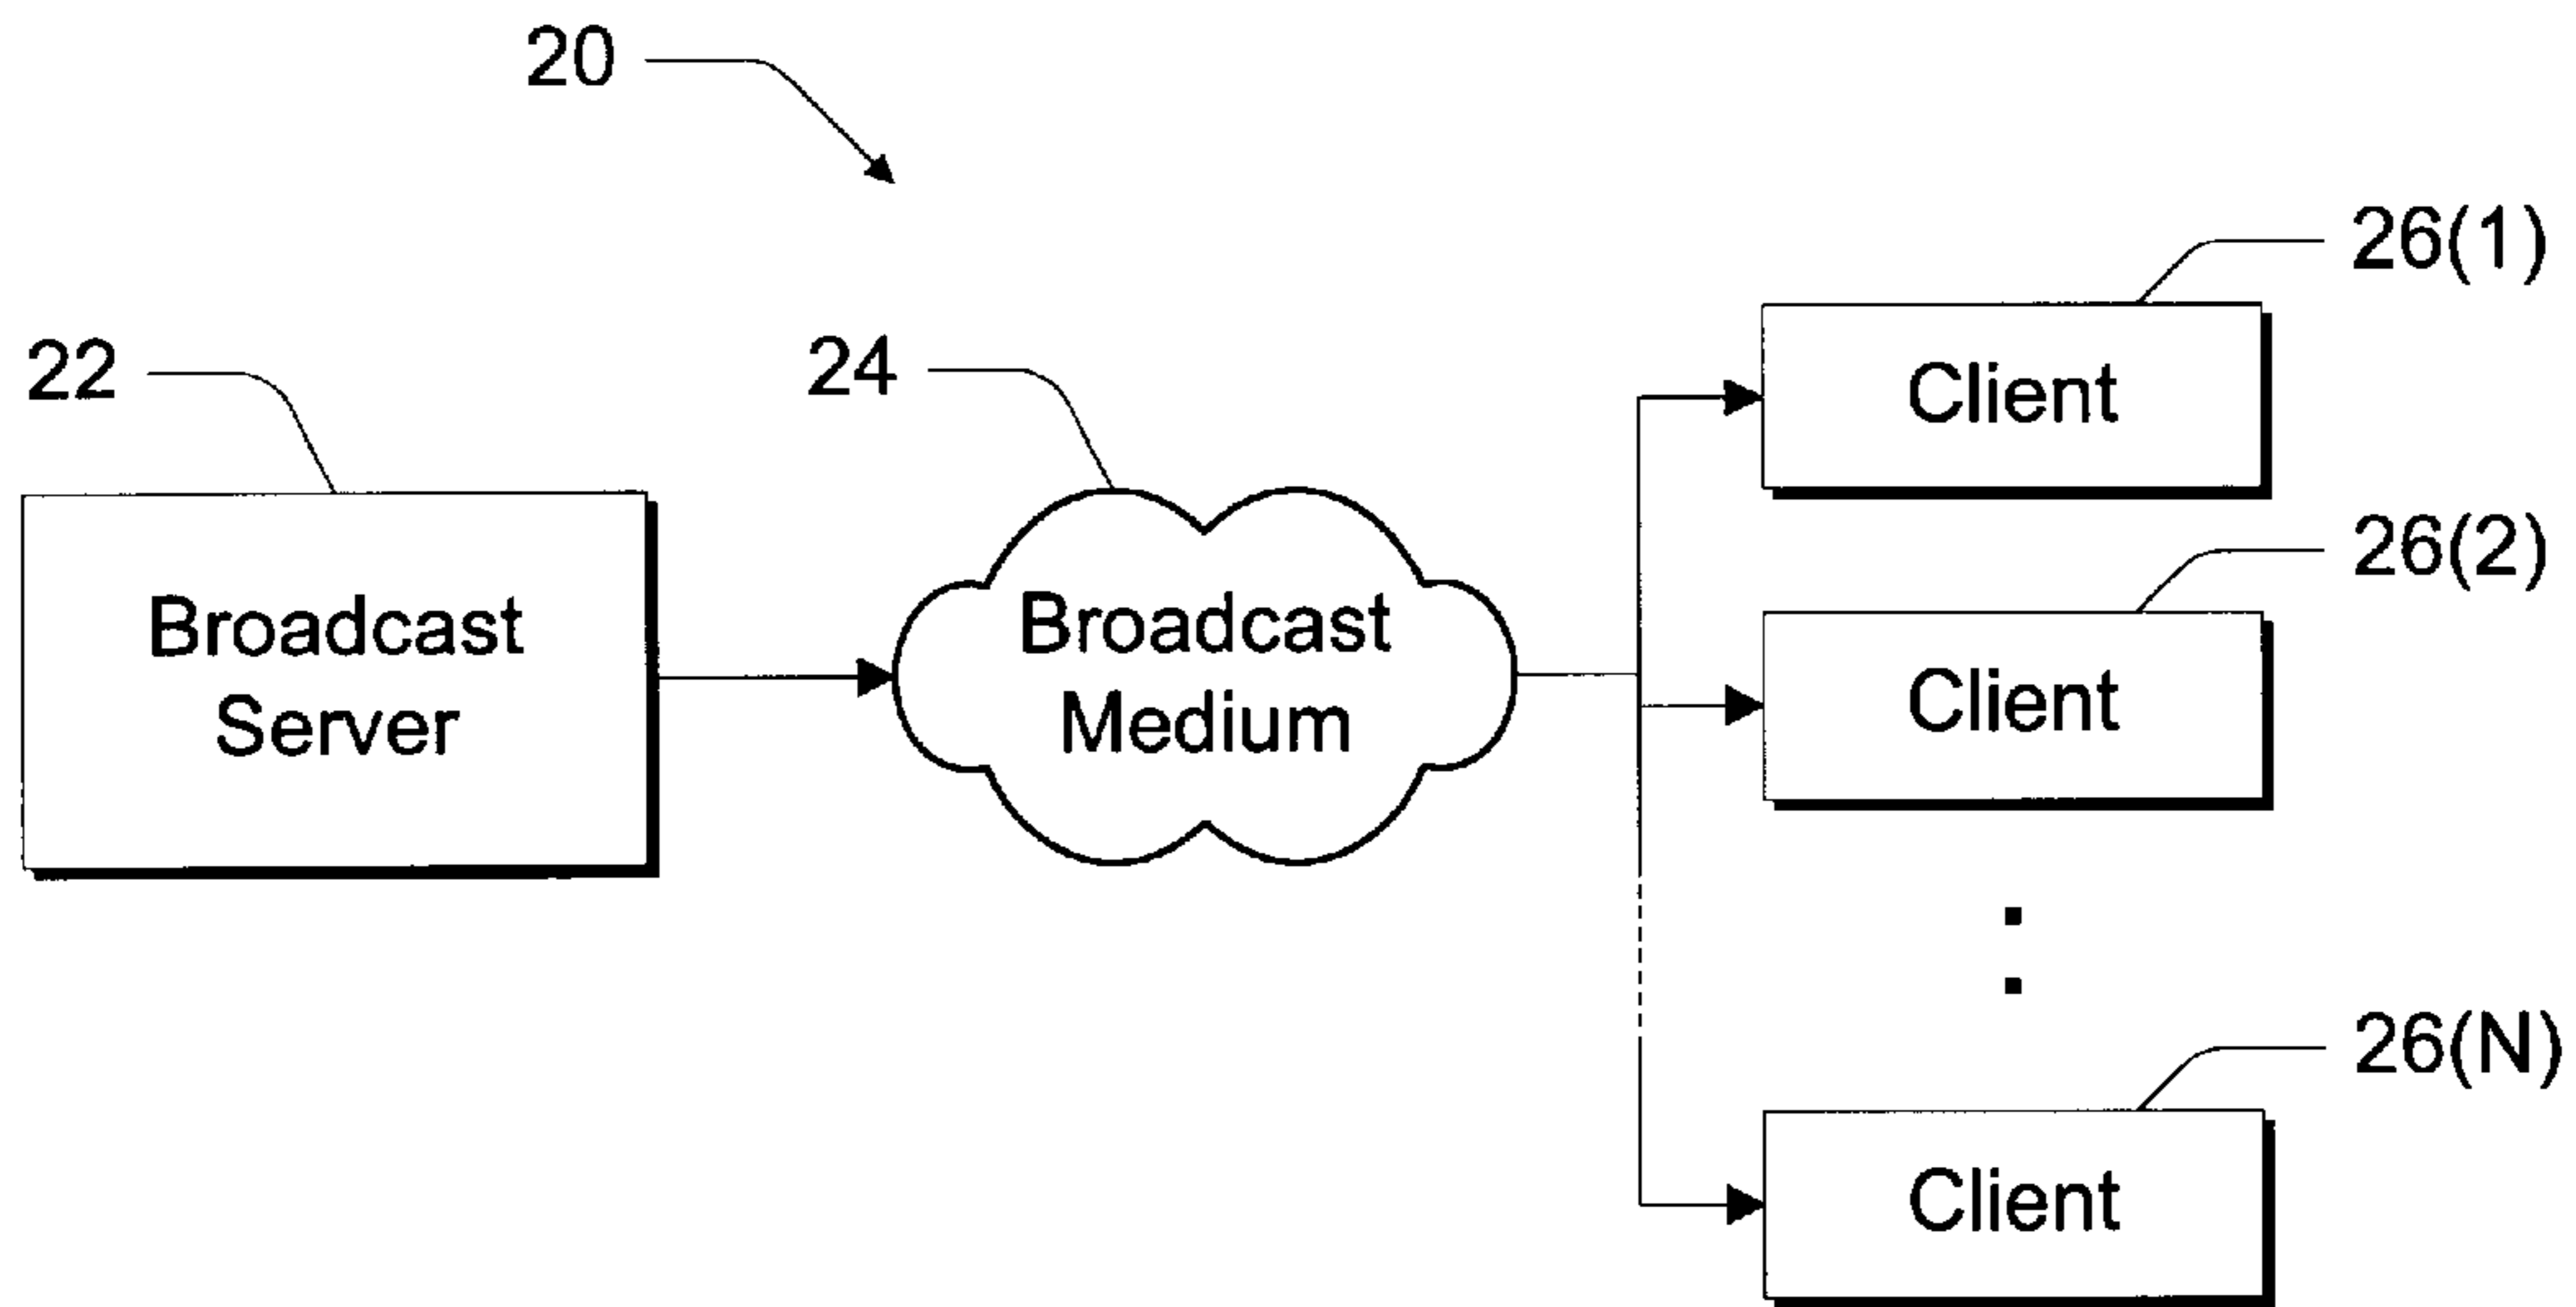 20
26(1)
22
24
Client
26(2)
Broadcast
Server
Broadcast
Medium
Client
26(N)
Client